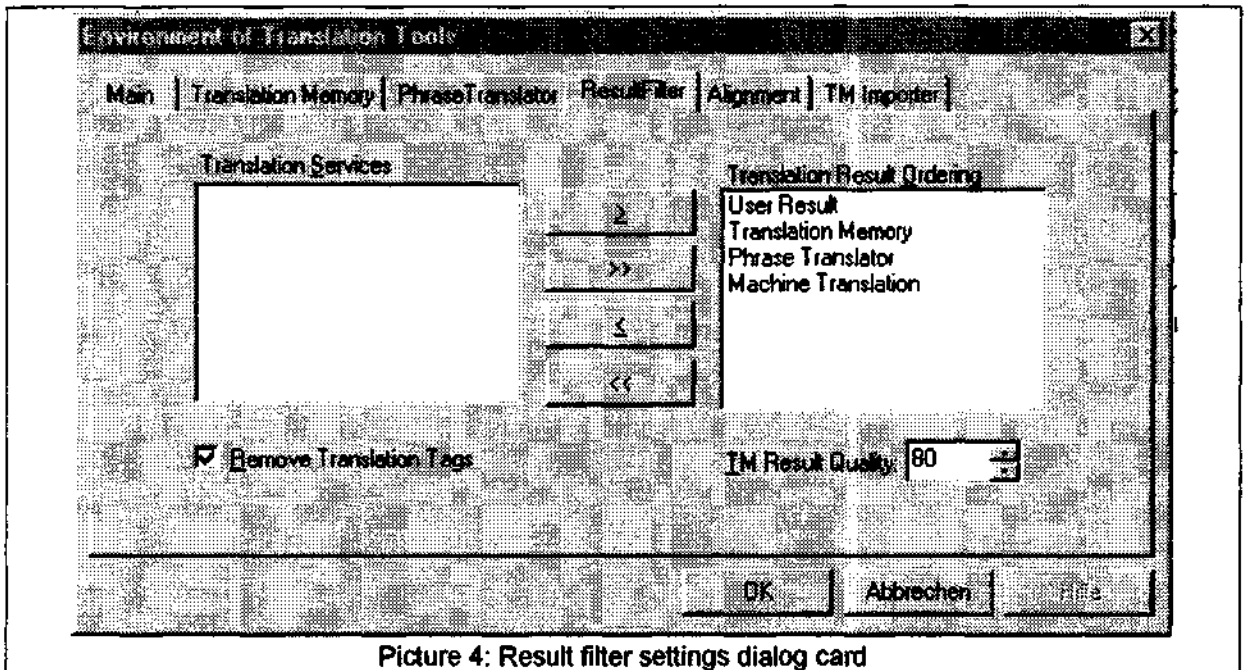 Environment of Translation Tools
Main Translation Memory PhraseTranslator ResultFilter Alignment TM Importer
Translation Services
Translation Result Ordering
User Result
Translation Memory
Phrase Translator
Machine Translation
≥
>>
≤
<<
Remove Translation Tags
TM Result Quality: 80
OK Abbrechen Hilfe
Picture 4: Result filter settings dialog card